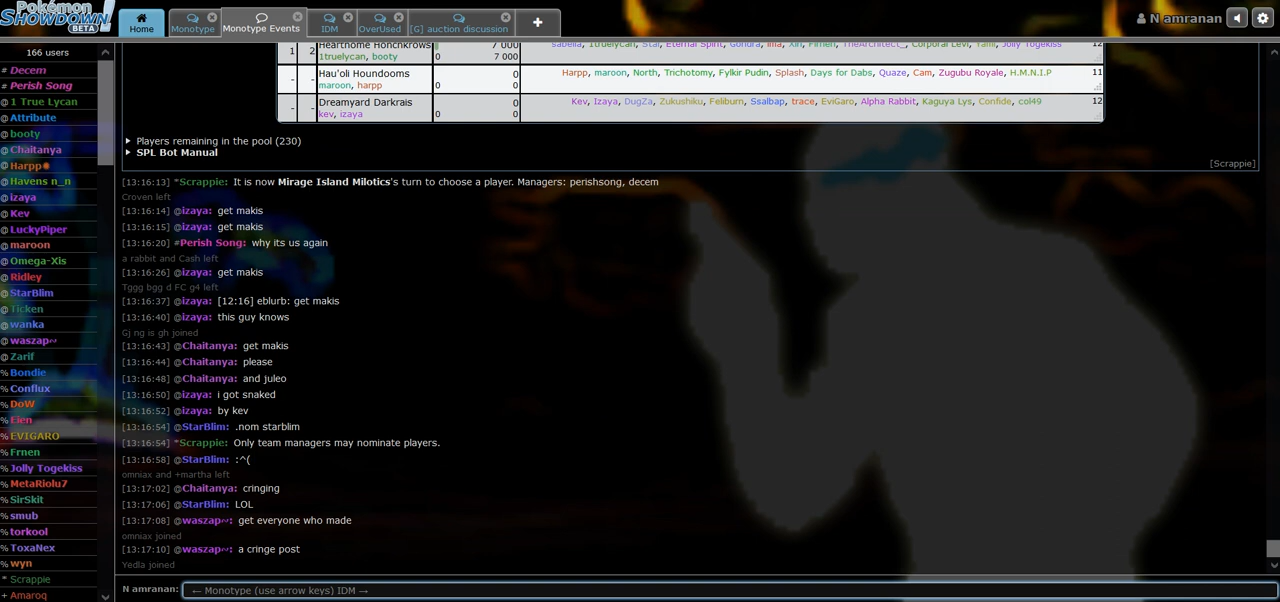 Pokémon
Showdown
BETA
!
Home
Monotype
Monotype Events
IDM
OverUsed
[G] auction discussion
+
N amranan
166 users
# Decem
# Perish Song
@ 1 True Lycan
@ Attribute
@ booty
@ Chaitanya
@ Harpp✹
@ Havens n_n
@ izaya
@ Kev
@ LuckyPiper
@ maroon
@ Omega-Xis
@ Ridley
@ StarBlim
@ Ticken
@ wanka
@ waszap~
@ Zarif
% Bondie
% Conflux
% DoW
% Eien
% EVIGARO
% Frnen
% Jolly Togekiss
% MetaRiolu7
% SirSkit
% smub
% torkool
% ToxaNex
% wyn
* Scrappie
+ Amaroq
1 2 Hearthome Honchkrows 7 000
1truelycan, booty 0 7 000
- - Hau'oli Houndooms 0 Harpp, maroon, North, Trichotomy, Fylkir Pudin, Splash, Days for Dabs, Quaze, Cam, Zugubu Royale, H.M.N.I.P 11
maroon, harpp 0 0
- - Dreamyard Darkrais 0 Kev, Izaya, DugZa, Zukushiku, Feliburn, Ssalbap, trace, EviGaro, Alpha Rabbit, Kaguya Lys, Confide, col49 12
kev, izaya 0 0
▸ Players remaining in the pool (230)
▸ SPL Bot Manual
[Scrappie]
[13:16:13] *Scrappie: It is now Mirage Island Milotics's turn to choose a player. Managers: perishsong, decem
Croven left
[13:16:14] @izaya: get makis
[13:16:15] @izaya: get makis
[13:16:20] #Perish Song: why its us again
a rabbit and Cash left
[13:16:26] @izaya: get makis
Tggg bgg d FC g4 left
[13:16:37] @izaya: [12:16] eblurb: get makis
[13:16:40] @izaya: this guy knows
Gj ng is gh joined
[13:16:43] @Chaitanya: get makis
[13:16:44] @Chaitanya: please
[13:16:48] @Chaitanya: and juleo
[13:16:50] @izaya: i got snaked
[13:16:52] @izaya: by kev
[13:16:54] @StarBlim: .nom starblim
[13:16:54] *Scrappie: Only team managers may nominate players.
[13:16:58] @StarBlim: :^(
omniax and +martha left
[13:17:02] @Chaitanya: cringing
[13:17:06] @StarBlim: LOL
[13:17:08] @waszap~: get everyone who made
omniax joined
[13:17:10] @waszap~: a cringe post
Yedla joined
N amranan: ← Monotype (use arrow keys) IDM →